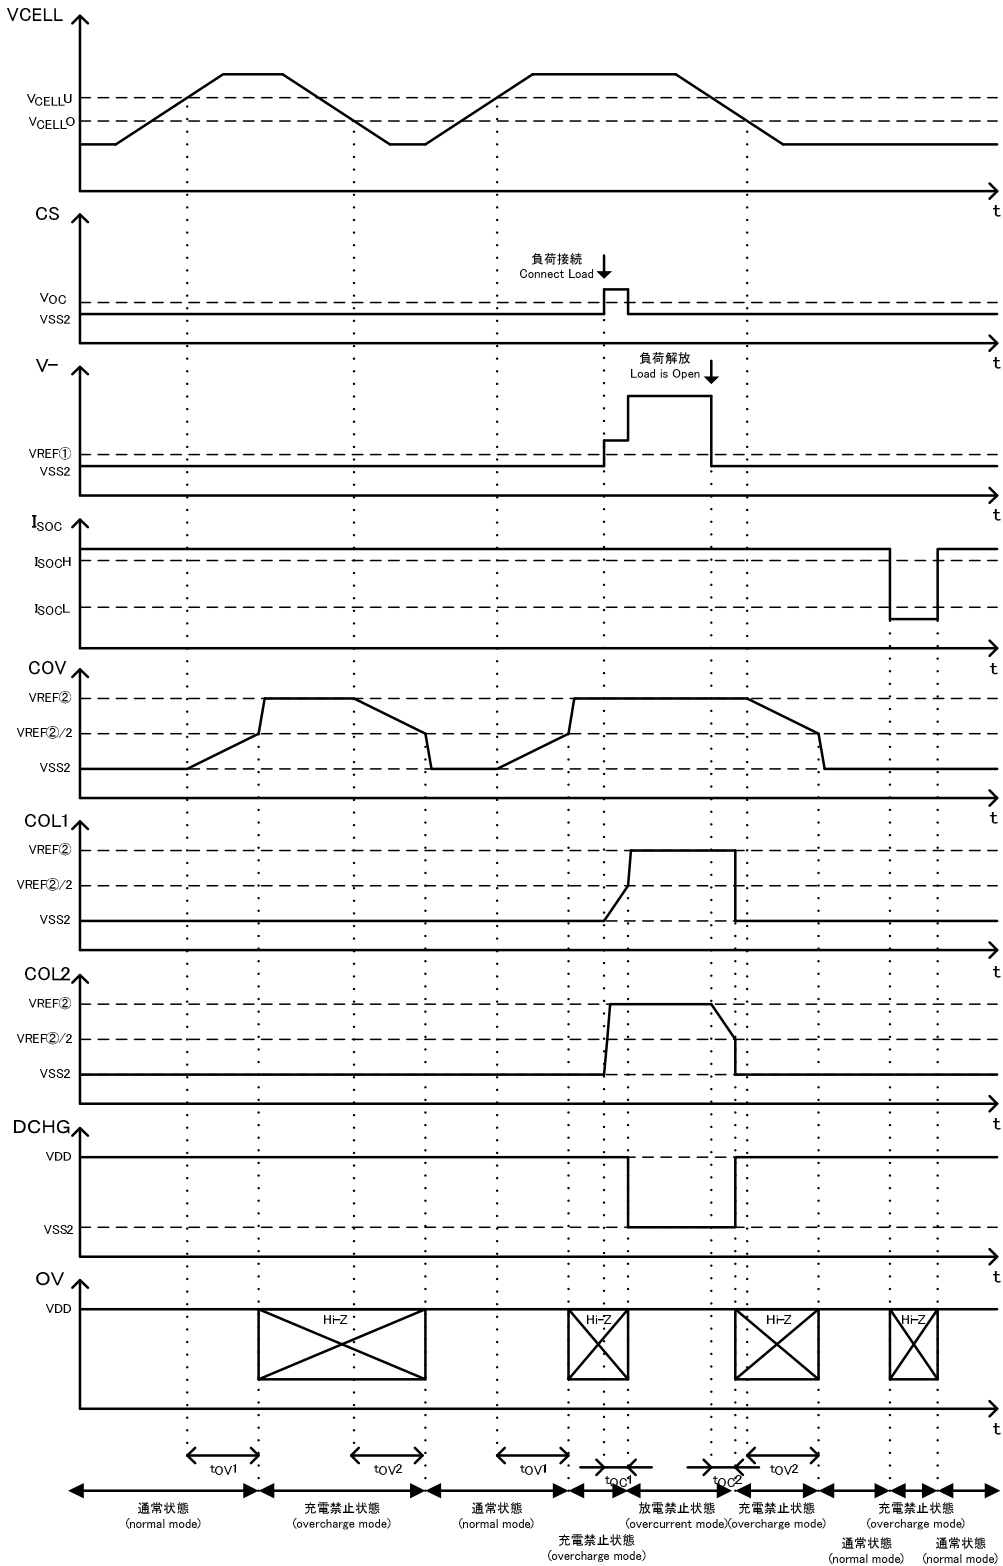 VCELL
VCELLU
VCELLO
t
CS
負荷接続
Connect Load
VOC
VSS2
t
V-
負荷解放
Load is Open
VREF①
VSS2
t
ISOC
ISOCH
ISOCL
t
COV
VREF②
VREF②/2
VSS2
t
COL1
VREF②
VREF②/2
VSS2
t
COL2
VREF②
VREF②/2
VSS2
t
DCHG
VDD
VSS2
t
OV
VDD
Hi-Z Hi-Z Hi-Z Hi-Z
t
tOV1 tOV2 tOV1 tOC1 tOC2 tOV2
通常状態 充電禁止状態 通常状態 放電禁止状態 充電禁止状態 充電禁止状態
(normal mode) (overcharge mode) (normal mode) (overcurrent mode) (overcharge mode) (overcharge mode)
充電禁止状態 通常状態 通常状態
(overcharge mode) (normal mode) (normal mode)